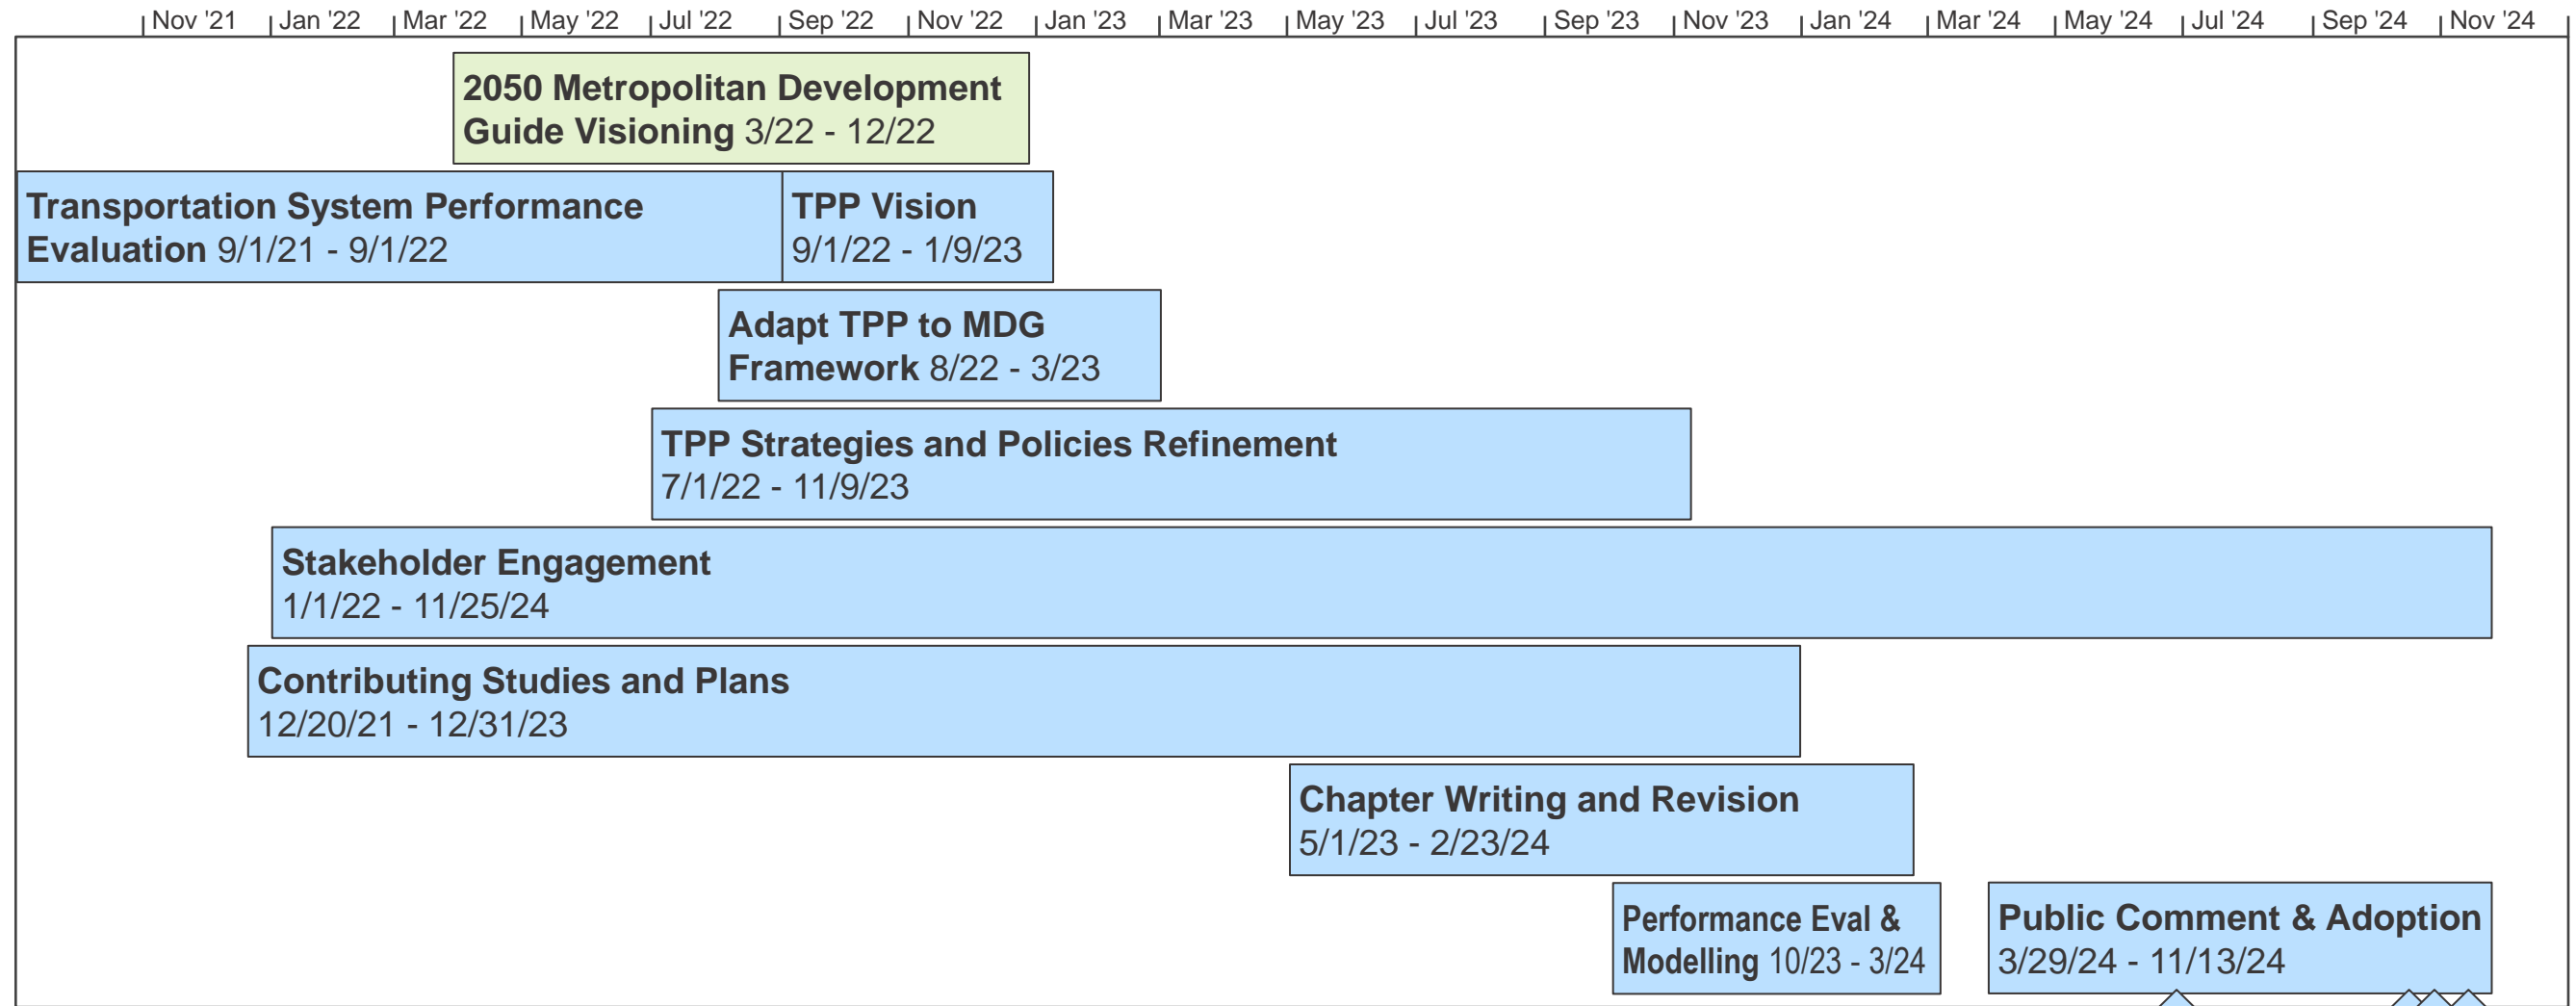 Nov '21 Jan '22 Mar '22 May '22 Jul '22 Sep '22 Nov '22 Jan '23 Mar '23 May '23 Jul '23 Sep '23 Nov '23 Jan '24 Mar '24 May '24 Jul '24 Sep '24 Nov '24
2050 Metropolitan Development
Guide Visioning 3/22 - 12/22
Transportation System Performance
Evaluation 9/1/21 - 9/1/22
TPP Vision
9/1/22 - 1/9/23
Adapt TPP to MDG
Framework 8/22 - 3/23
TPP Strategies and Policies Refinement
7/1/22 - 11/9/23
Stakeholder Engagement
1/1/22 - 11/25/24
Contributing Studies and Plans
12/20/21 - 12/31/23
Chapter Writing and Revision
5/1/23 - 2/23/24
Performance Eval &
Modelling 10/23 - 3/24
Public Comment & Adoption
3/29/24 - 11/13/24